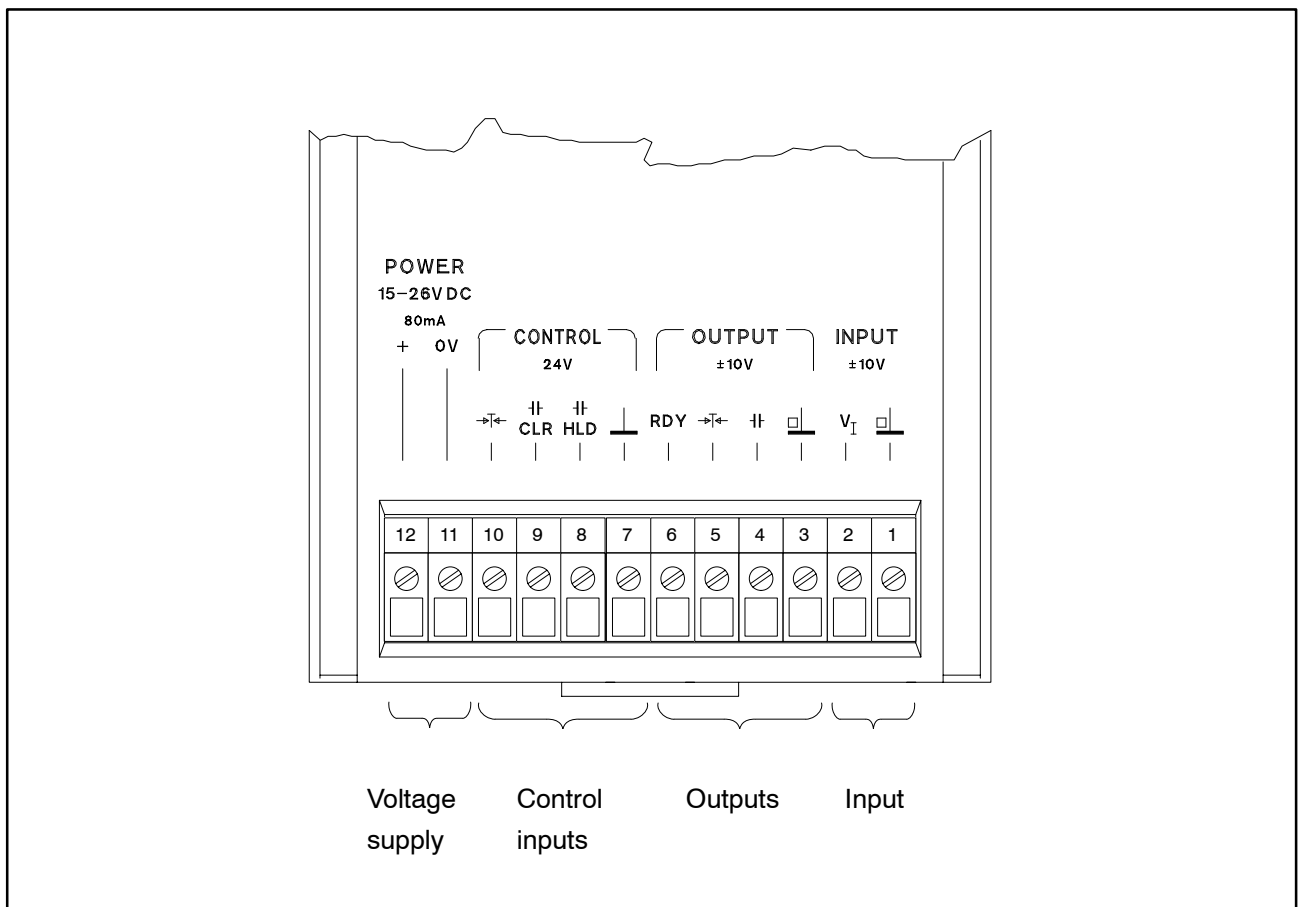 POWER
15–26V DC
80mA
+ 0V
CONTROL
24V
OUTPUT
±10V
INPUT
±10V
CLR HLD RDY V_I
12 11 10 9 8 7 6 5 4 3 2 1
Voltage supply
Control inputs
Outputs
Input